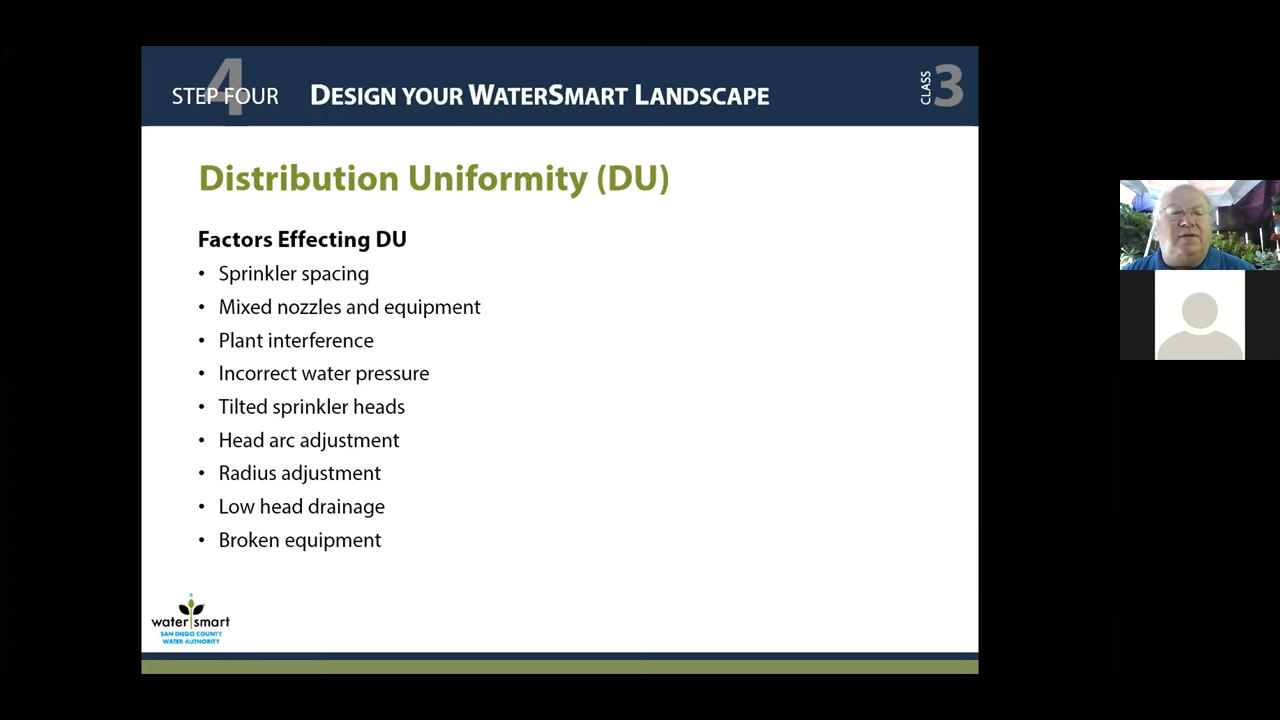 STEP FOUR
4
DESIGN YOUR WATERSMART LANDSCAPE
CLASS
3
Distribution Uniformity (DU)
Factors Effecting DU
• Sprinkler spacing
• Mixed nozzles and equipment
• Plant interference
• Incorrect water pressure
• Tilted sprinkler heads
• Head arc adjustment
• Radius adjustment
• Low head drainage
• Broken equipment
water smart
SAN DIEGO COUNTY
WATER AUTHORITY